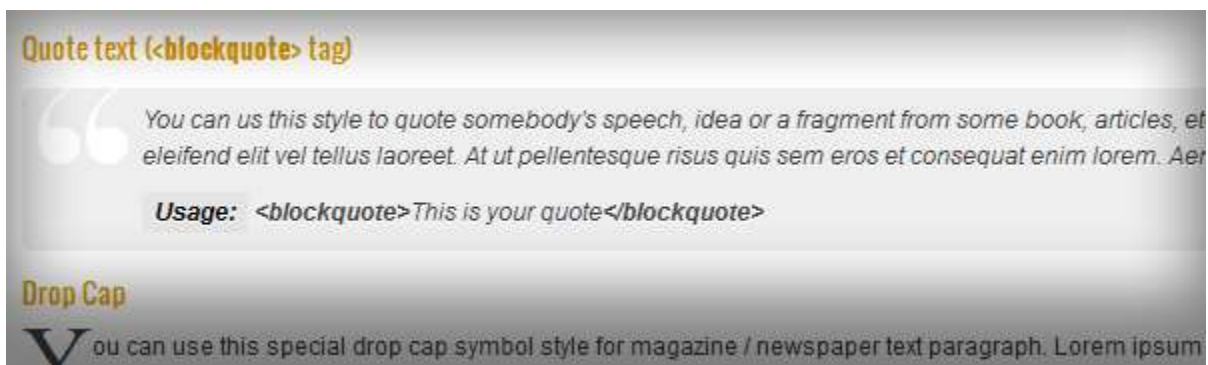 Quote text (<blockquote> tag)
You can us this style to quote somebody's speech, idea or a fragment from some book, articles, et
eleifend elit vel tellus laoreet. At ut pellentesque risus quis sem eros et consequat enim lorem. Aer
Usage: <blockquote>This is your quote</blockquote>
Drop Cap
You can use this special drop cap symbol style for magazine / newspaper text paragraph. Lorem ipsum